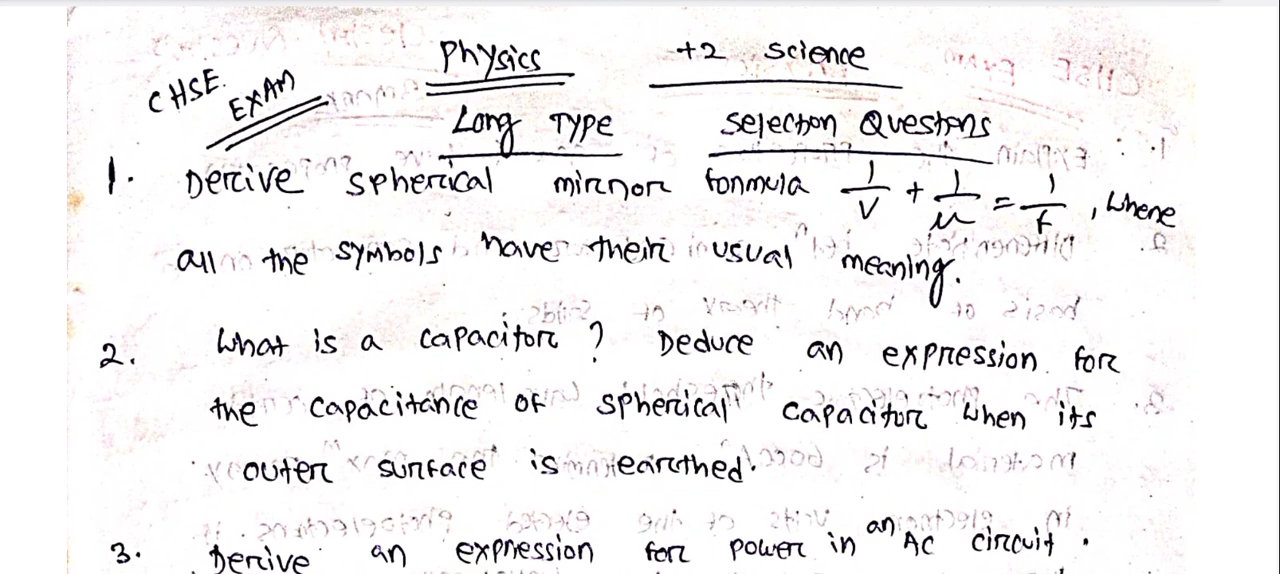 Physics +2 science
CHSE. EXAM
Long TYPE Selection Questions
1. Derive spherical mirror formula 1/v + 1/u = 1/f, where
all the symbols have their usual meaning.
2. What is a capacitor? Deduce an expression for
the capacitance of spherical capacitor when its
outer surface is earthed.
3. Derive an expression for power in an AC circuit.